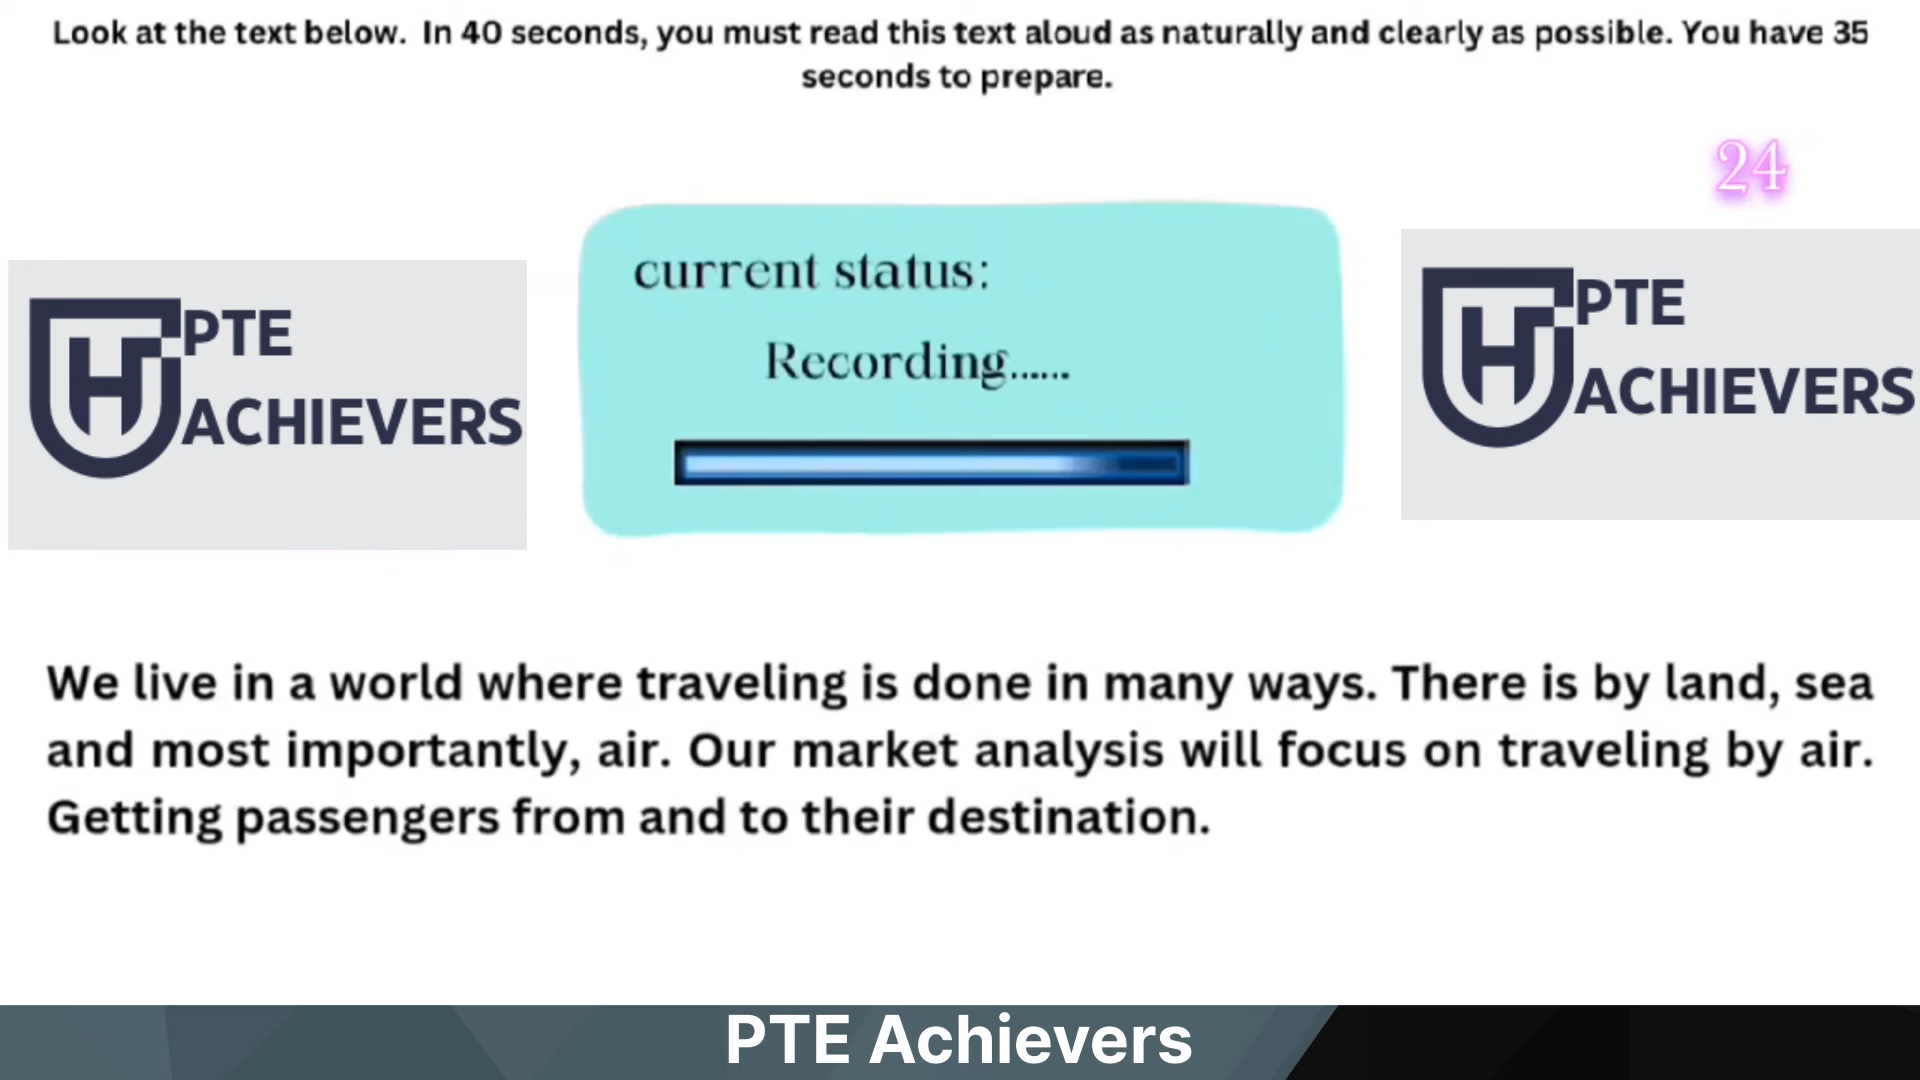 Look at the text below. In 40 seconds, you must read this text aloud as naturally and clearly as possible. You have 35
seconds to prepare.
24
current status:
Recording......
PTE
ACHIEVERS
PTE
ACHIEVERS
We live in a world where traveling is done in many ways. There is by land, sea
and most importantly, air. Our market analysis will focus on traveling by air.
Getting passengers from and to their destination.
PTE Achievers